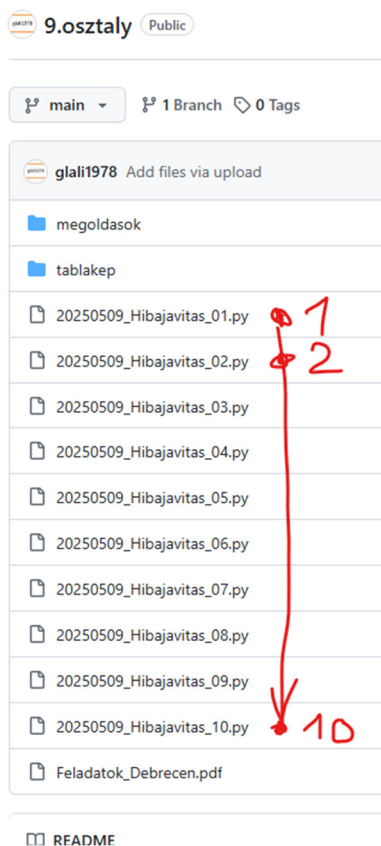 9.osztaly Public
main 1 Branch 0 Tags
glali1978 Add files via upload
megoldasok
tablakep
20250509_Hibajavitas_01.py 1
20250509_Hibajavitas_02.py 2
20250509_Hibajavitas_03.py
20250509_Hibajavitas_04.py
20250509_Hibajavitas_05.py
20250509_Hibajavitas_06.py
20250509_Hibajavitas_07.py
20250509_Hibajavitas_08.py
20250509_Hibajavitas_09.py
20250509_Hibajavitas_10.py 10
Feladatok_Debrecen.pdf
README